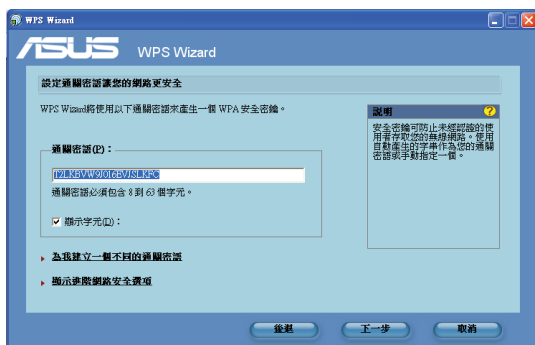 WPS Wizard
ASUS WPS Wizard
設定通關密語讓您的網路更安全
WPS Wizard將使用以下通關密語來產生一個 WPA 安全密鑰。
通關密語(P)：
通關密語必須包含 8 到 63 個字元。
顯示字元(D)：
為我建立一個不同的通關密語
顯示進階網路安全選項
說明
安全密鑰可防止未經認證的使
用者存取您的無線網路。使用
自動產生的字串作為您的通關
密語或手動指定一個。
後退
下一步
取消